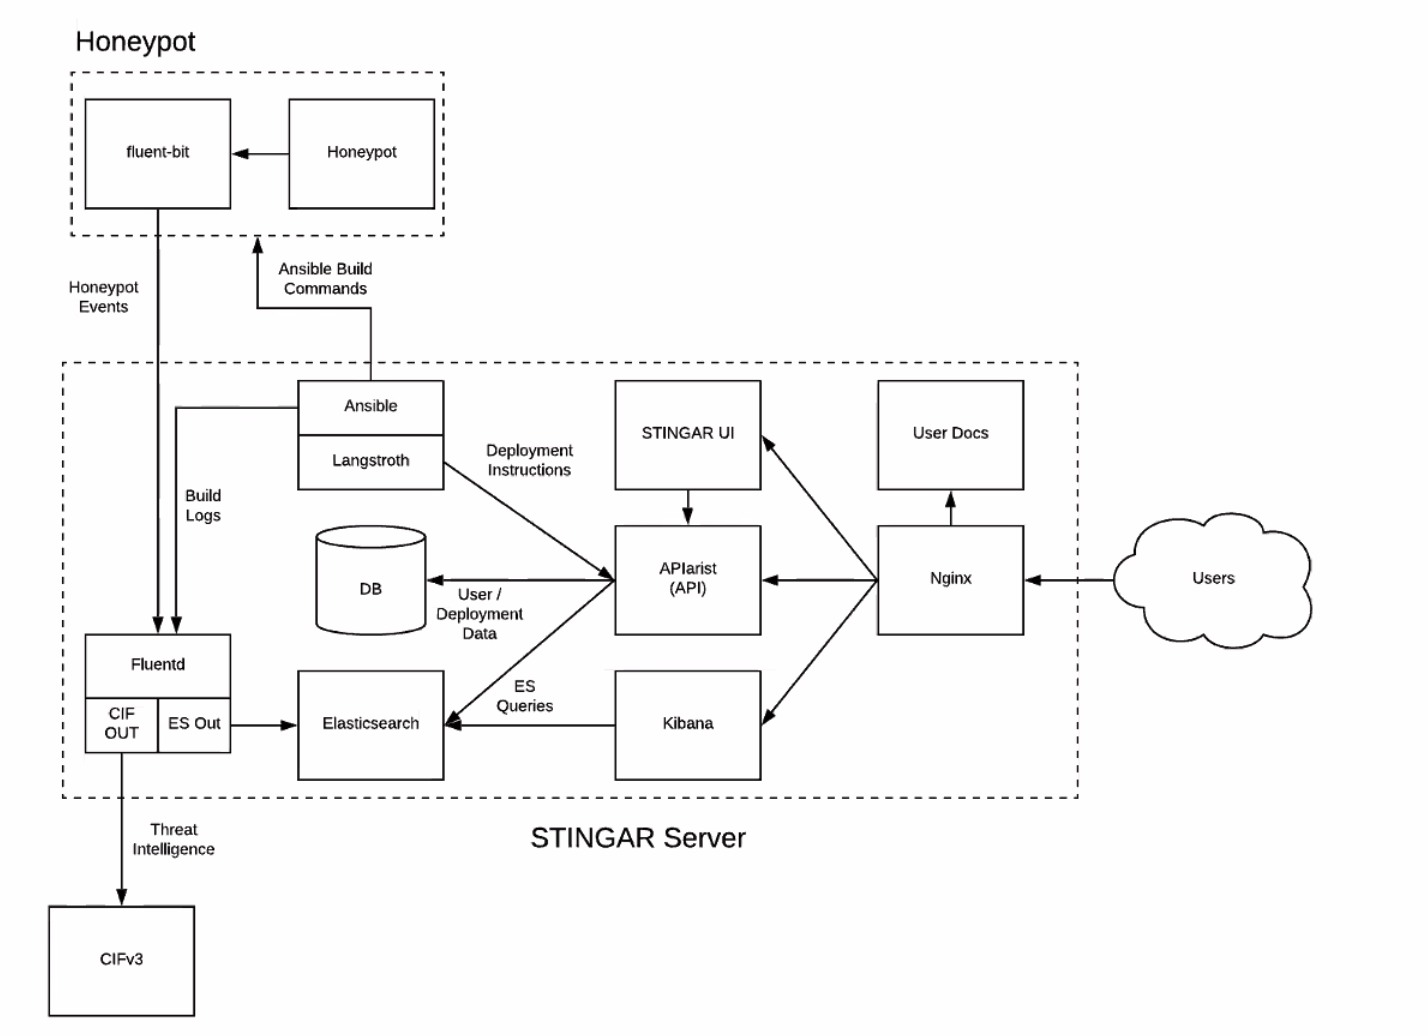 Honeypot
fluent-bit
Honeypot
Ansible Build
Commands
Honeypot
Events
Ansible
Langstroth
Deployment
Instructions
STINGAR UI
User Docs
Build
Logs
DB
User /
Deployment
Data
APIarist
(API)
Nginx
Users
Fluentd
CIF
OUT
ES Out
Elasticsearch
ES
Queries
Kibana
STINGAR Server
Threat
Intelligence
CIFv3